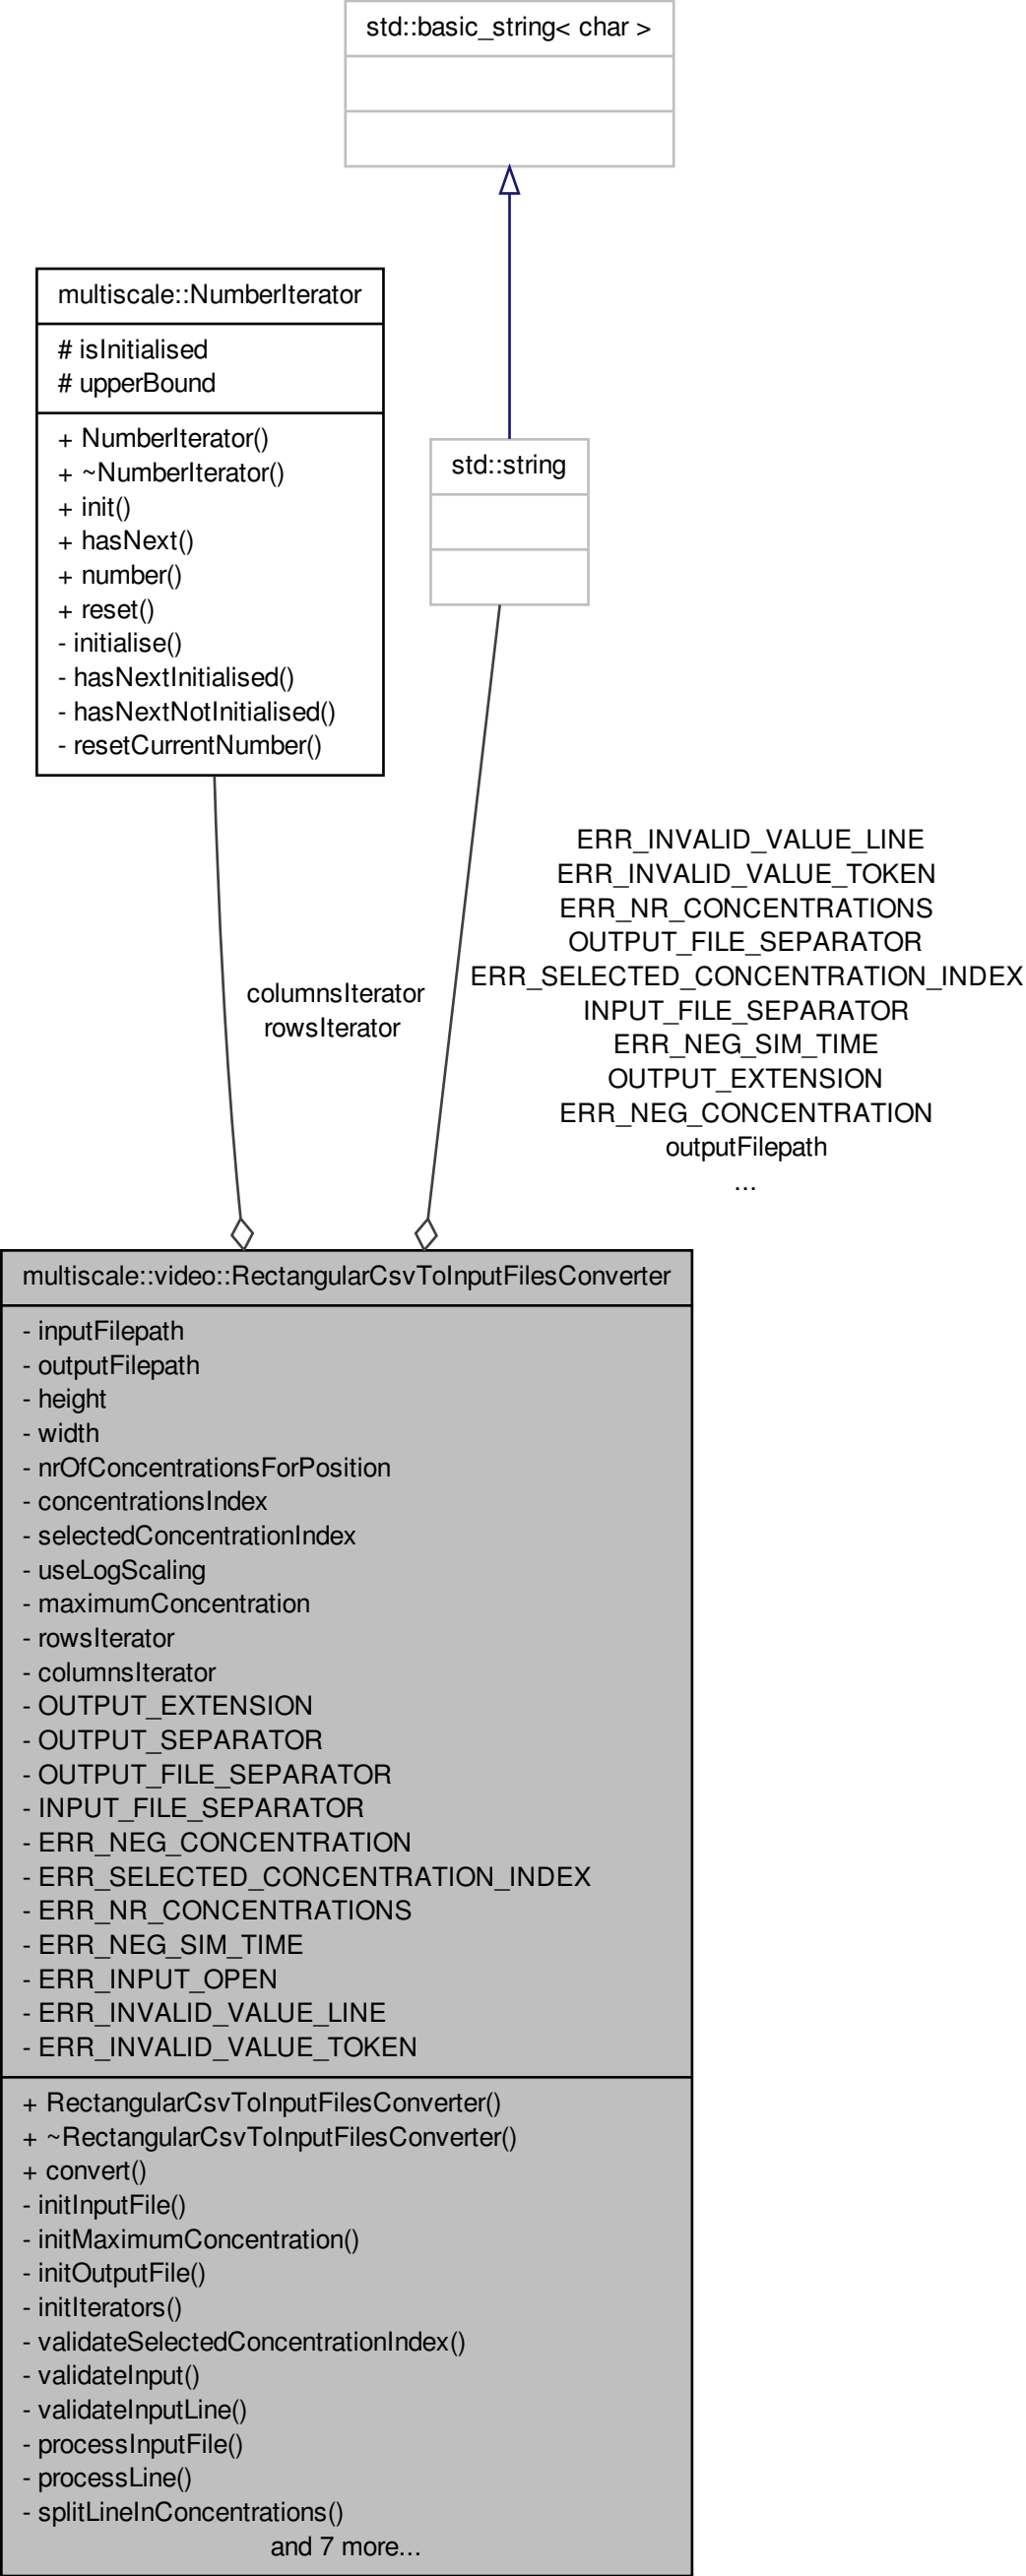 std::basic_string< char >
multiscale::NumberIterator
# isInitialised
# upperBound
+ NumberIterator()
+ ~NumberIterator()
+ init()
+ hasNext()
+ number()
+ reset()
- initialise()
- hasNextInitialised()
- hasNextNotInitialised()
- resetCurrentNumber()
std::string
columnsIterator
rowsIterator
ERR_INVALID_VALUE_LINE
ERR_INVALID_VALUE_TOKEN
ERR_NR_CONCENTRATIONS
OUTPUT_FILE_SEPARATOR
ERR_SELECTED_CONCENTRATION_INDEX
INPUT_FILE_SEPARATOR
ERR_NEG_SIM_TIME
OUTPUT_EXTENSION
ERR_NEG_CONCENTRATION
outputFilepath
...
multiscale::video::RectangularCsvToInputFilesConverter
- inputFilepath
- outputFilepath
- height
- width
- nrOfConcentrationsForPosition
- concentrationsIndex
- selectedConcentrationIndex
- useLogScaling
- maximumConcentration
- rowsIterator
- columnsIterator
- OUTPUT_EXTENSION
- OUTPUT_SEPARATOR
- OUTPUT_FILE_SEPARATOR
- INPUT_FILE_SEPARATOR
- ERR_NEG_CONCENTRATION
- ERR_SELECTED_CONCENTRATION_INDEX
- ERR_NR_CONCENTRATIONS
- ERR_NEG_SIM_TIME
- ERR_INPUT_OPEN
- ERR_INVALID_VALUE_LINE
- ERR_INVALID_VALUE_TOKEN
+ RectangularCsvToInputFilesConverter()
+ ~RectangularCsvToInputFilesConverter()
+ convert()
- initInputFile()
- initMaximumConcentration()
- initOutputFile()
- initIterators()
- validateSelectedConcentrationIndex()
- validateInput()
- validateInputLine()
- processInputFile()
- processLine()
- splitLineInConcentrations()
and 7 more...